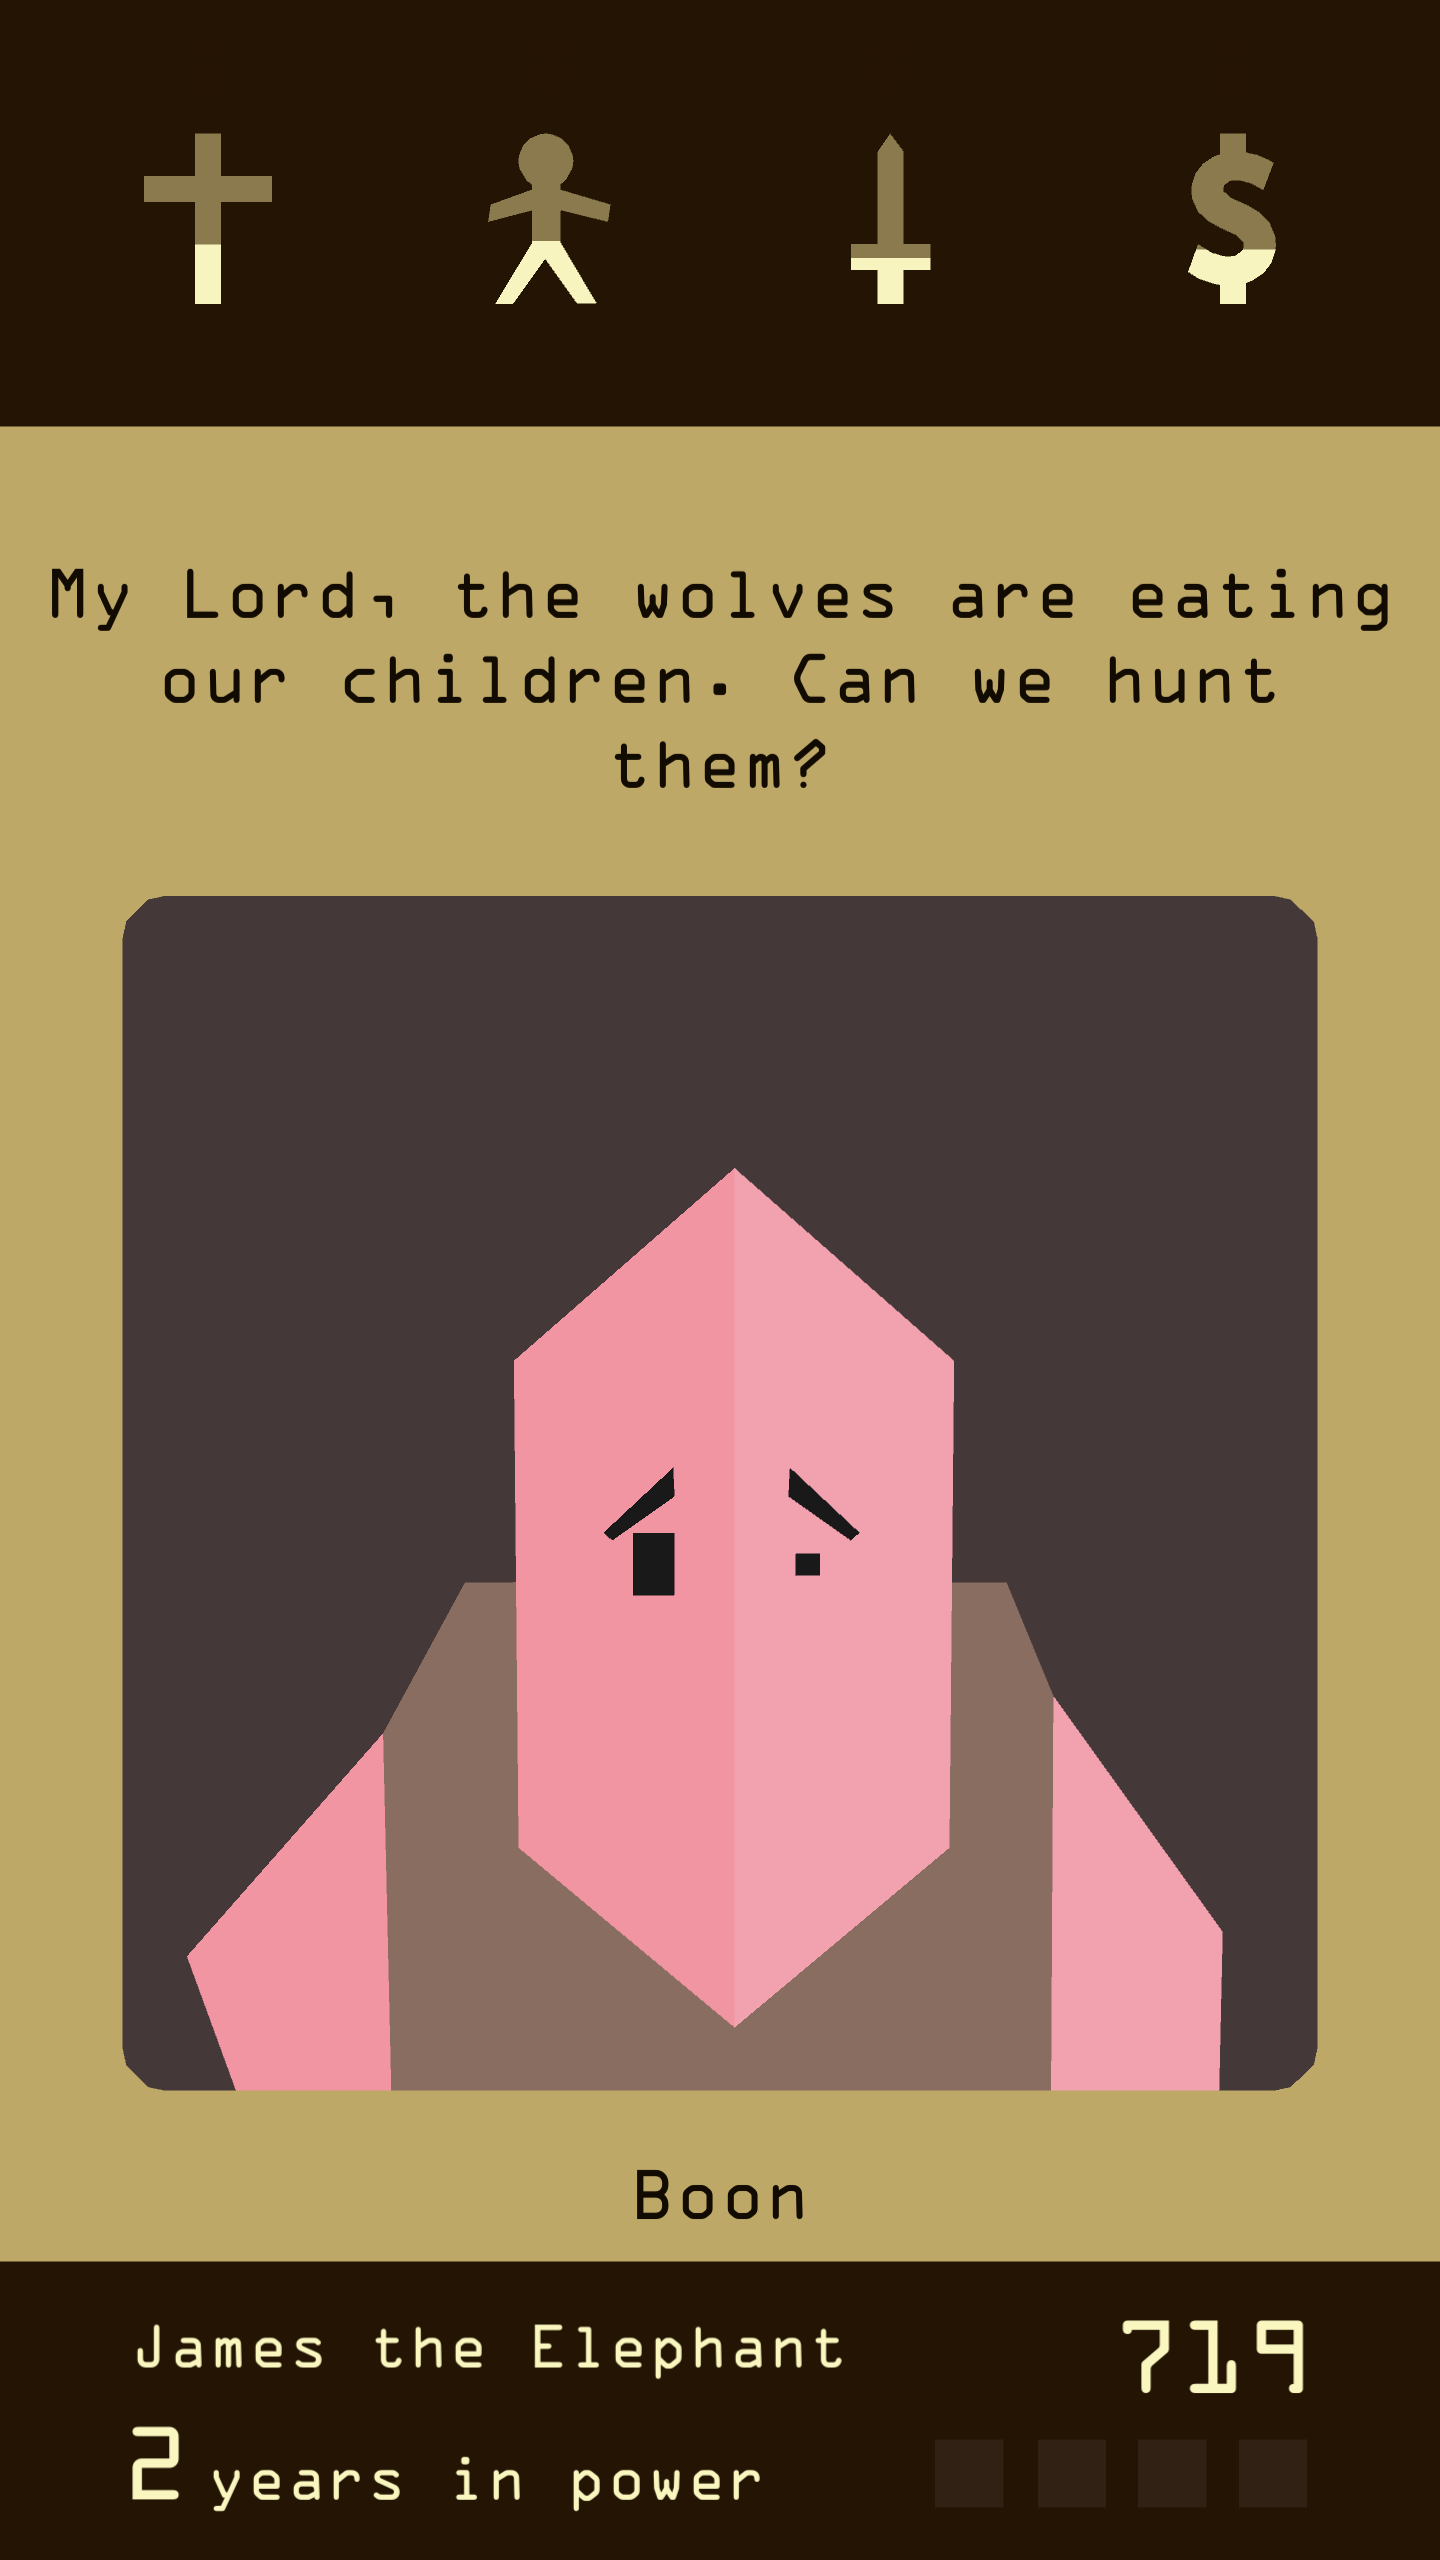 My Lord, the wolves are eating
our children. Can we hunt
them?
Boon
James the Elephant
719
2 years in power